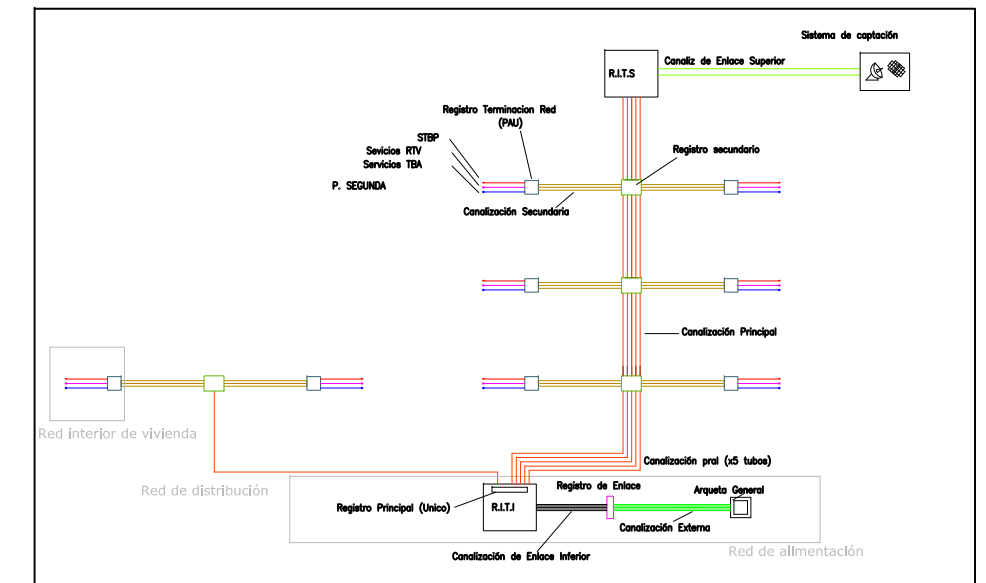 Sistema de captación
Canaliz de Enlace Superior
R.I.T.S
Registro Terminacion Red
(PAU)
STBP
Sevicios RTV
Servicios TBA
P. SEGUNDA
Registro secundario
Canalización Secundaria
Canalización Principal
Red interior de vivienda
Canalización pral (x5 tubos)
Red de distribución
Registro de Enlace
Arqueta General
Registro Principal (Unico)
R.I.T.I
Canalización Externa
Canalización de Enlace Inferior
Red de alimentación